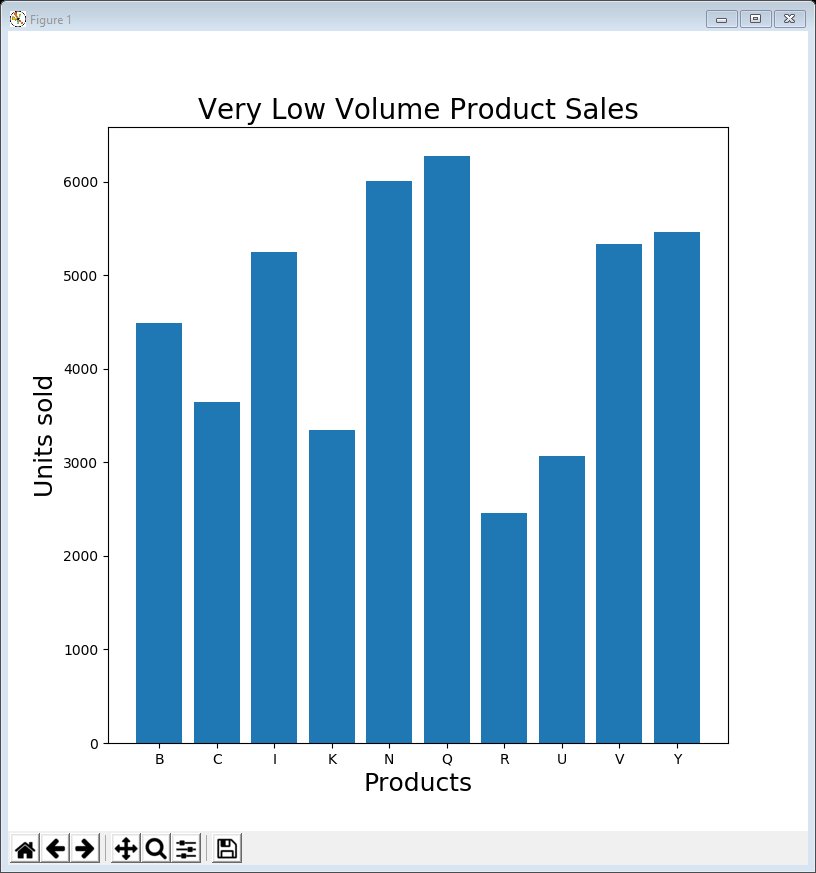 Figure 1
Very Low Volume Product Sales
6000
5000
4000
3000
2000
1000
0
Units sold
B C I K N Q R U V Y
Products